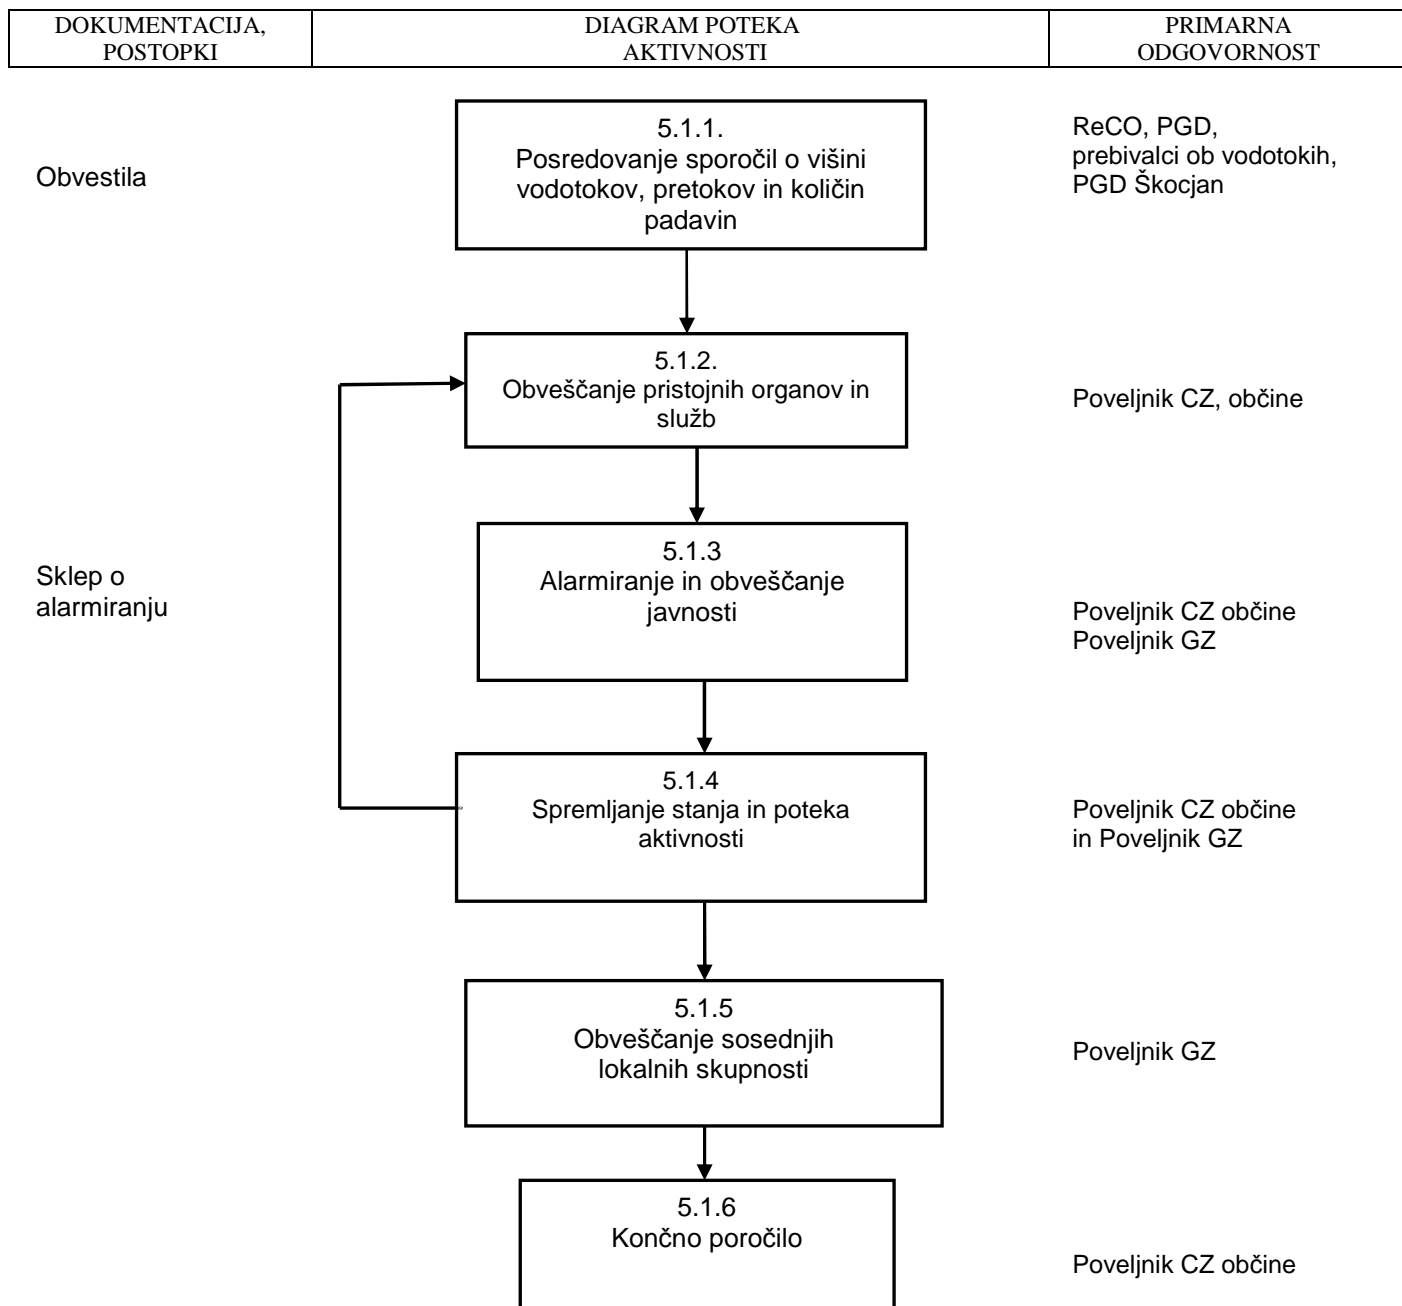 DOKUMENTACIJA,
POSTOPKI
DIAGRAM POTEKA
AKTIVNOSTI
PRIMARNA
ODGOVORNOST
Obvestila
5.1.1.
Posredovanje sporočil o višini
vodotokov, pretokov in količin
padavin
ReCO, PGD,
prebivalci ob vodotokih,
PGD Škocjan
5.1.2.
Obveščanje pristojnih organov in
služb
Poveljnik CZ, občine
Sklep o
alarmiranju
5.1.3
Alarmiranje in obveščanje
javnosti
Poveljnik CZ občine
Poveljnik GZ
5.1.4
Spremljanje stanja in poteka
aktivnosti
Poveljnik CZ občine
in Poveljnik GZ
5.1.5
Obveščanje sosednjih
lokalnih skupnosti
Poveljnik GZ
5.1.6
Končno poročilo
Poveljnik CZ občine